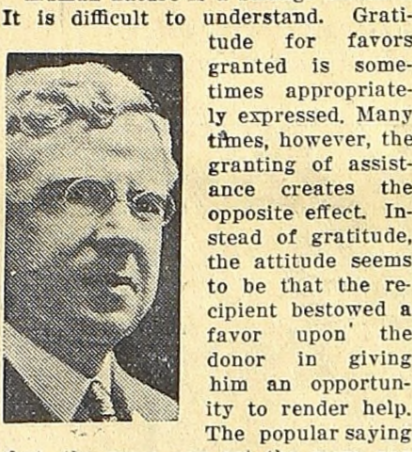 It is difficult to understand. Grati-
tude for favors
granted is some-
times appropriate-
ly expressed. Many
times, however, the
granting of assist-
ance creates the
opposite effect. In-
stead of gratitude,
the attitude seems
to be that the re-
cipient bestowed a
favor upon the
donor in giving
him an opportun-
ity to render help.
The popular saying